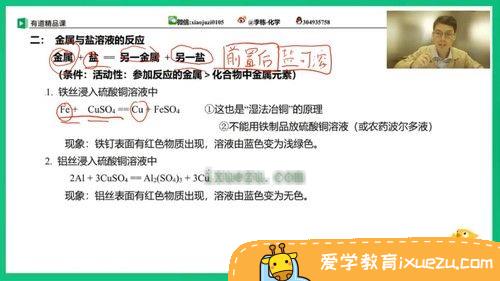 有道精品课
微信:xiaojuzi0105
@李栋-化学
304935758
二: 金属与盐溶液的反应
金属 + 盐 == 另一金属 + 另一盐 前置后 盐可溶
(条件:活动性:参加反应的金属>化合物中金属元素)
1. 铁丝浸入硫酸铜溶液中
Fe + CuSO4 == Cu + FeSO4 ①这也是“湿法冶铜”的原理
②不能用铁制品放硫酸铜溶液(或农药波尔多液)
现象:铁钉表面有红色物质出现,溶液由蓝色变为浅绿色。
2. 铝丝浸入硫酸铜溶液中
2Al + 3CuSO4 == Al2(SO4)3 + 3Cu
ixuezu.com
现象:铝丝表面有红色物质出现,溶液由蓝色变为无色。
爱学教育ixuezu.com